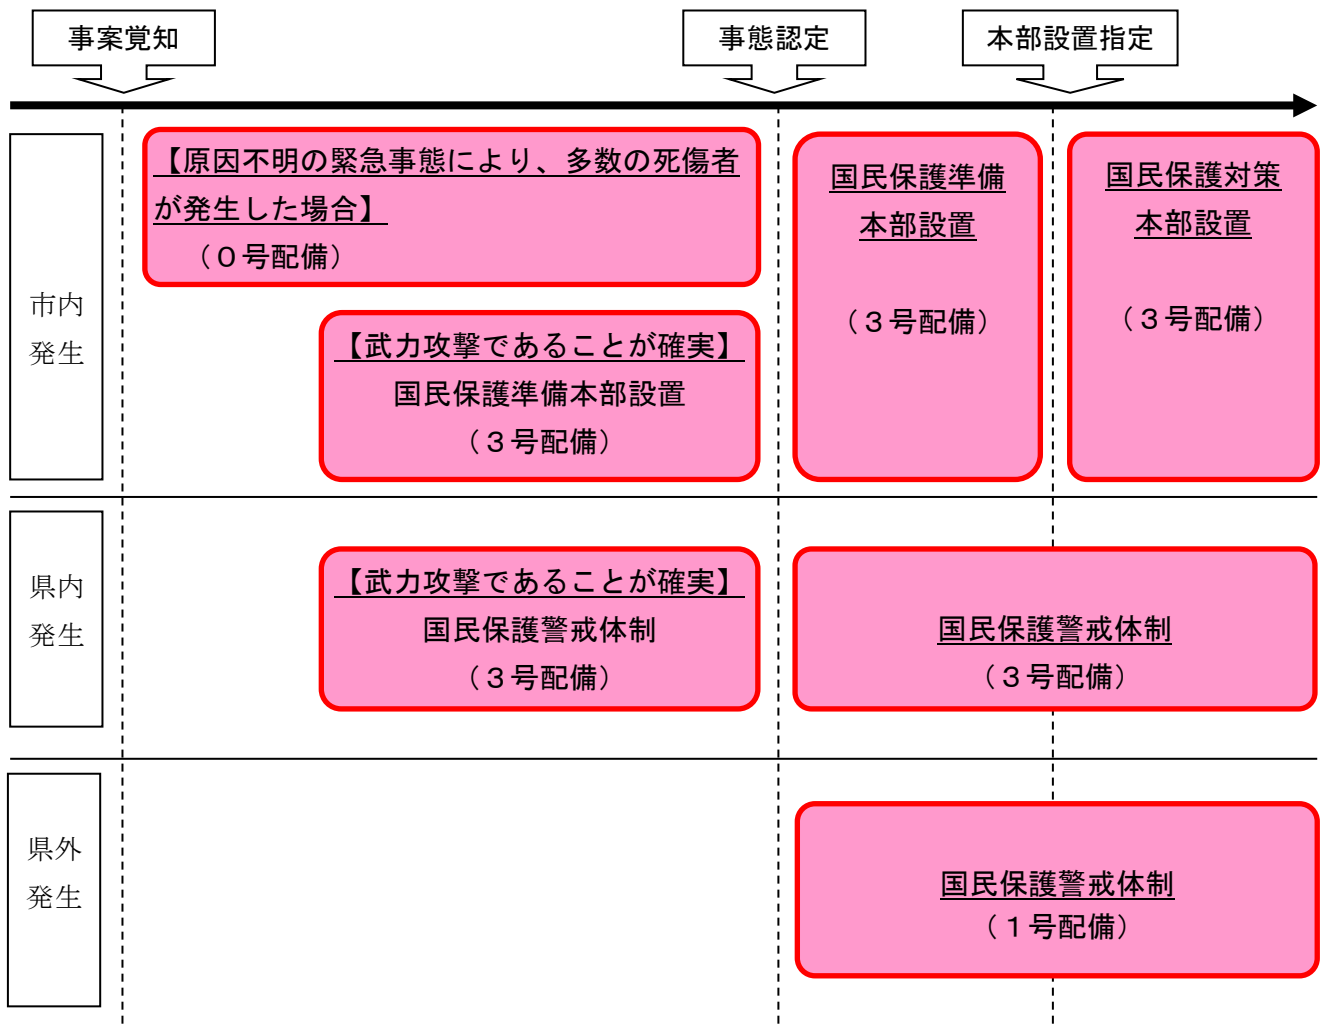 事案覚知
事態認定
本部設置指定
市内
発生
【原因不明の緊急事態により、多数の死傷者
が発生した場合】
（０号配備）
【武力攻撃であることが確実】
国民保護準備本部設置
（３号配備）
国民保護準備
本部設置
（３号配備）
国民保護対策
本部設置
（３号配備）
県内
発生
【武力攻撃であることが確実】
国民保護警戒体制
（３号配備）
国民保護警戒体制
（３号配備）
県外
発生
国民保護警戒体制
（１号配備）